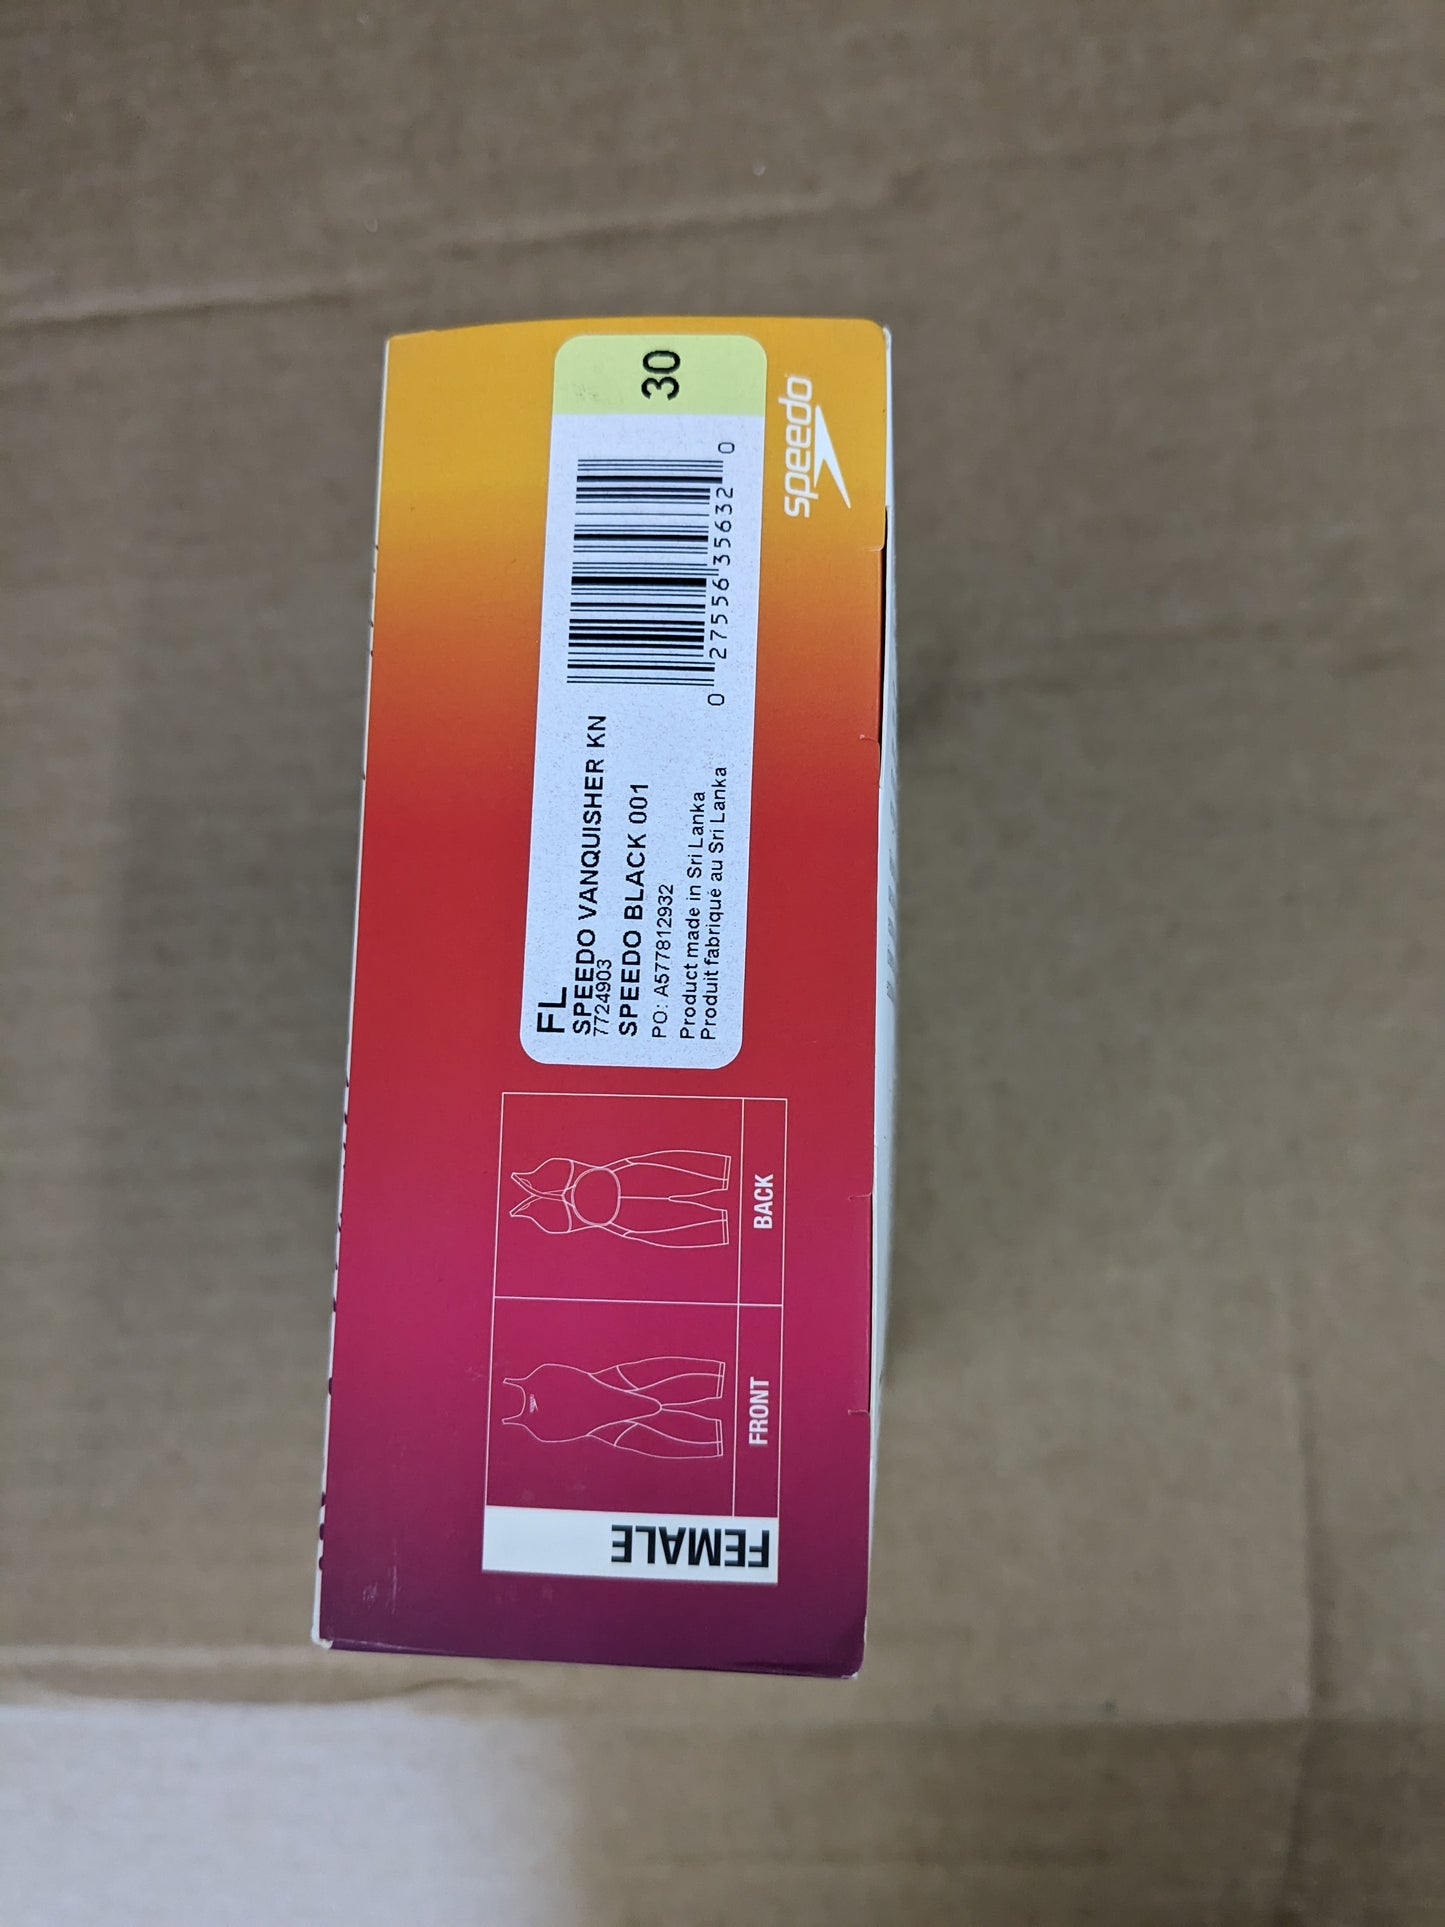 30
FL
SPEEDO VANQUISHER KN
7724903
SPEEDO BLACK 001
PO: A577812932
Product made in Sri Lanka
Produit fabriqué au Sri Lanka
0 27556 35632 0
speedo
FEMALE
FRONT
BACK